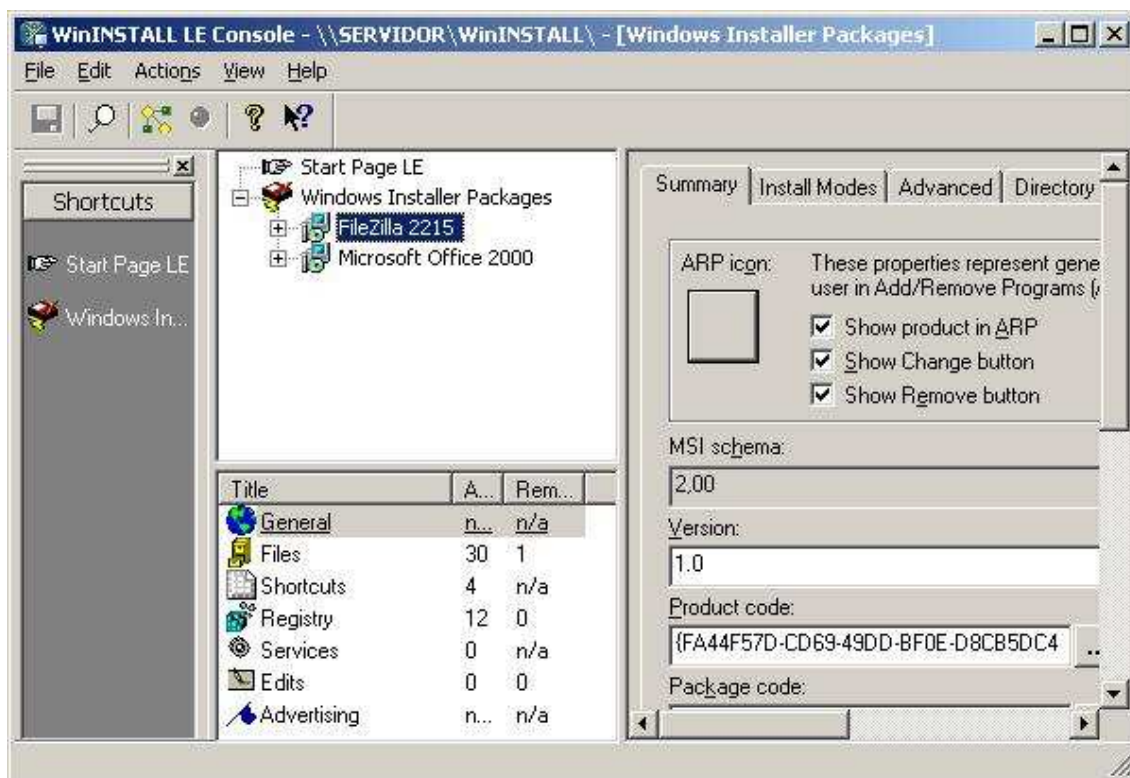 WinINSTALL LE Console - \\SERVIDOR\WinINSTALL\ - [Windows Installer Packages]
File Edit Actions View Help
Shortcuts
Start Page LE
Windows In...
Start Page LE
Windows Installer Packages
FileZilla 2215
Microsoft Office 2000
Title A... Rem...
General n... n/a
Files 30 1
Shortcuts 4 n/a
Registry 12 0
Services 0 n/a
Edits 0 0
Advertising n... n/a
Summary Install Modes Advanced Directory
ARP icon:
These properties represent gene
user in Add/Remove Programs (
Show product in ARP
Show Change button
Show Remove button
MSI schema:
2,00
Version:
1.0
Product code:
{FA44F57D-CD69-49DD-BF0E-D8CB5DC4
...
Package code: